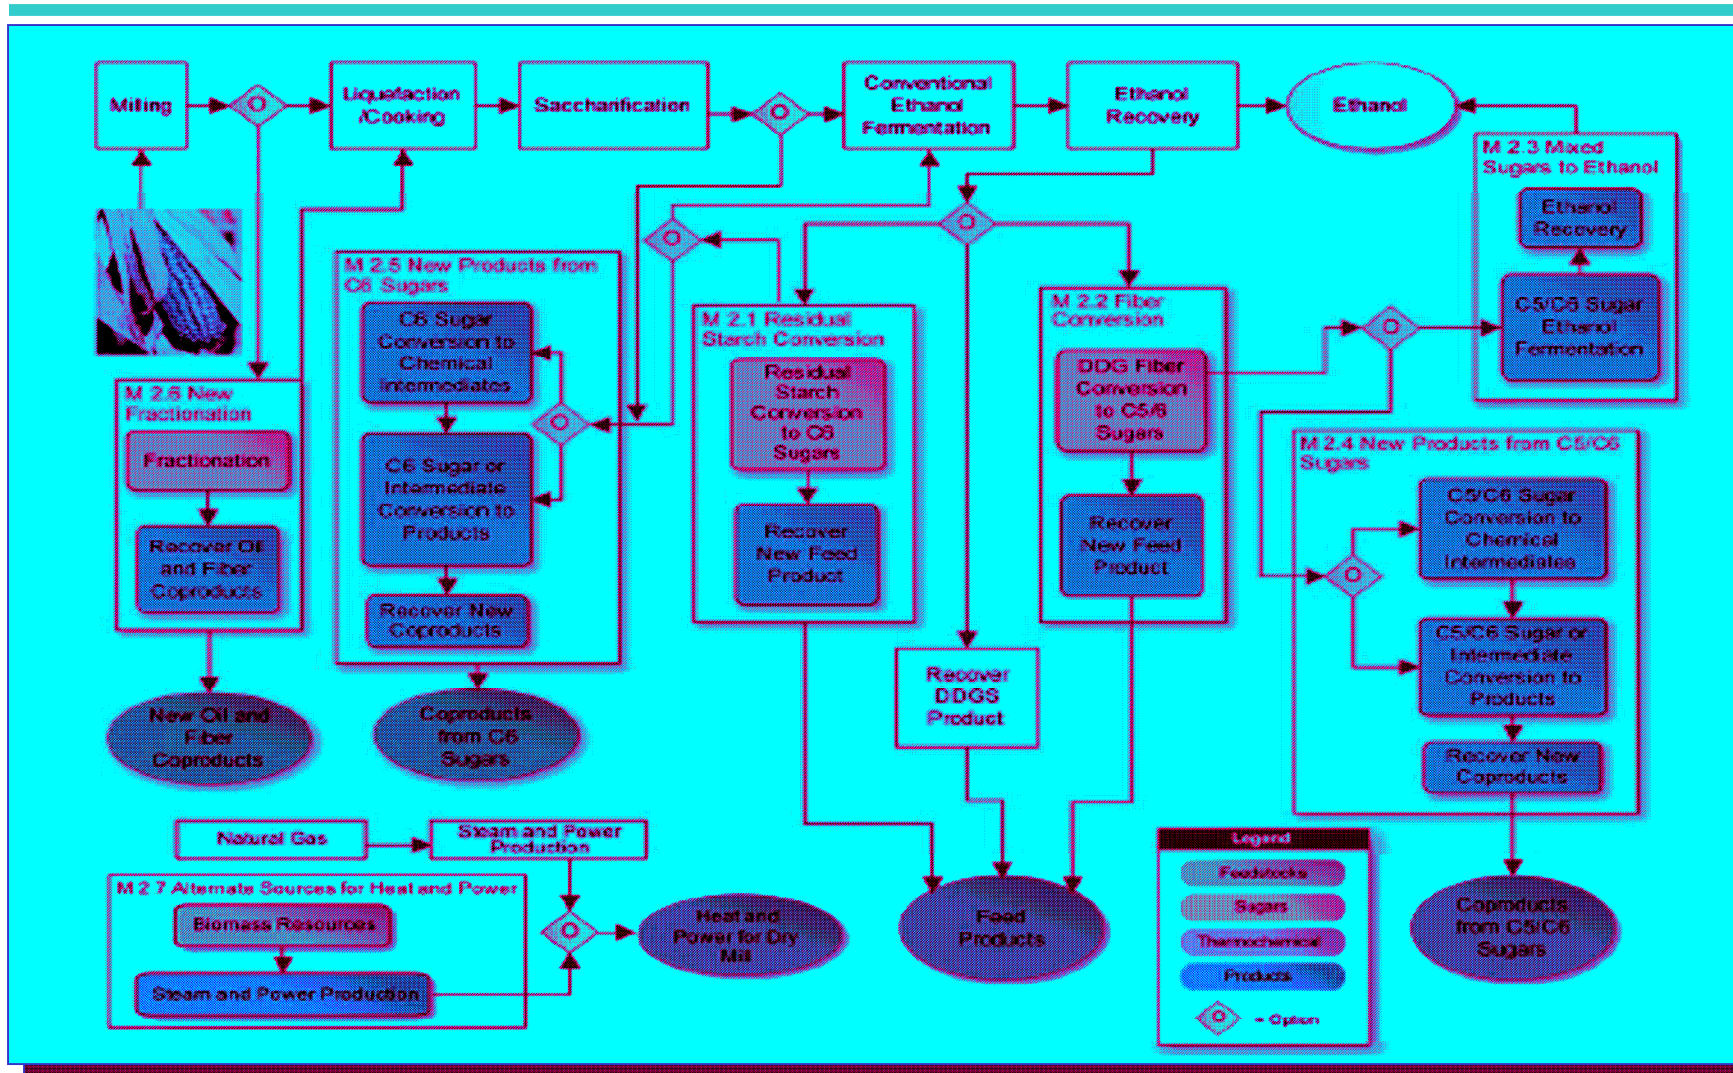 Milling
Liquefaction
/Cooking
Saccharification
Conventional
Ethanol
Fermentation
Ethanol
Recovery
Ethanol
M 2.3 Mixed
Sugars to Ethanol
Ethanol
Recovery
C5/C6 Sugar
Ethanol
Fermentation
M 2.5 New Products from
C6 Sugars
C6 Sugar
Conversion to
Chemical
Intermediates
C6 Sugar or
Intermediate
Conversion to
Products
Recover New
Coproducts
M 2.1 Residual
Starch Conversion
Residual
Starch
Conversion
to C6
Sugars
Recover
New Feed
Product
M 2.2 Fiber
Conversion
DDG Fiber
Conversion
to C5/6
Sugars
Recover
New Feed
Product
M 2.6 New
Fractionation
Fractionation
Recover Oil
and Fiber
Coproducts
M 2.4 New Products from C5/C6
Sugars
C5/C6 Sugar
Conversion to
Chemical
Intermediates
C5/C6 Sugar or
Intermediate
Conversion to
Products
Recover New
Coproducts
Recover
DDGS
Product
New Oil and
Fiber
Coproducts
Coproducts
from C6
Sugars
Natural Gas
Steam and Power
Production
M 2.7 Alternate Sources for Heat and Power
Biomass Resources
Steam and Power Production
Heat and
Power for Dry
Mill
Feed
Products
Legend
Feedstocks
Sugars
Thermochemical
Products
O = Option
Coproducts
from C5/C6
Sugars